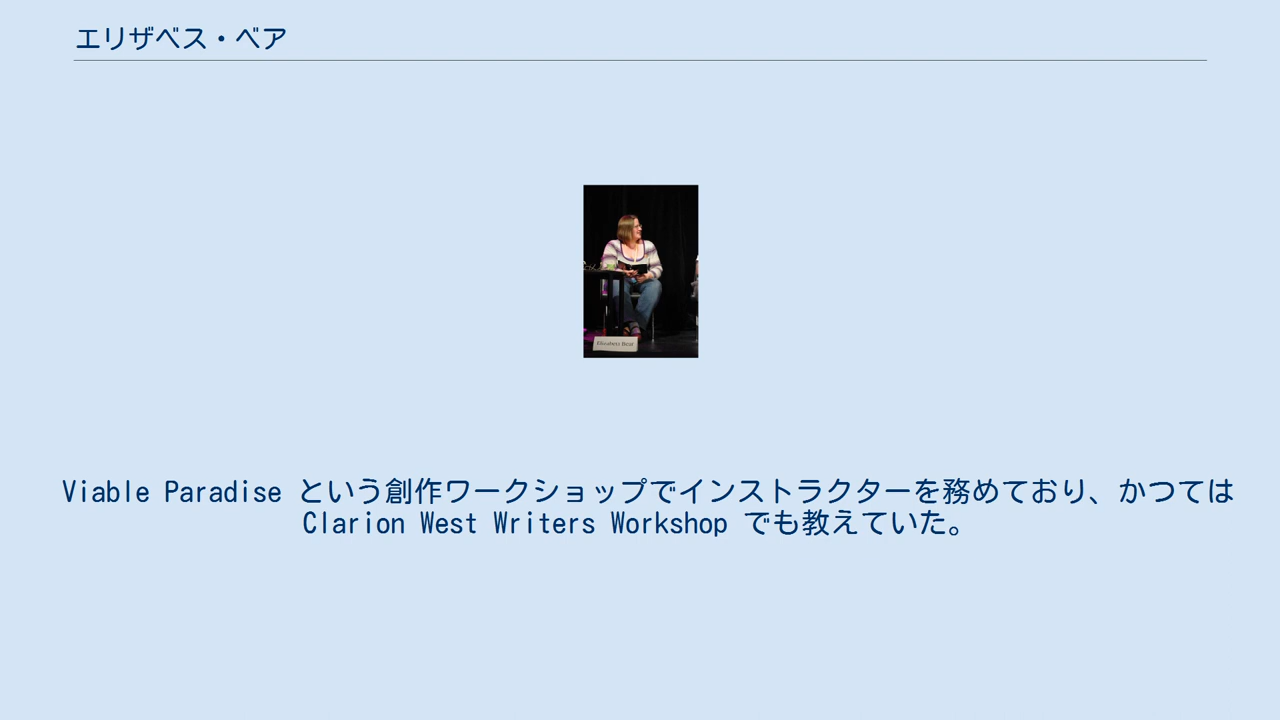 エリザベス・ベア
Elizabeth Bear
Viable Paradise という創作ワークショップでインストラクターを務めており、かつては
Clarion West Writers Workshop でも教えていた。